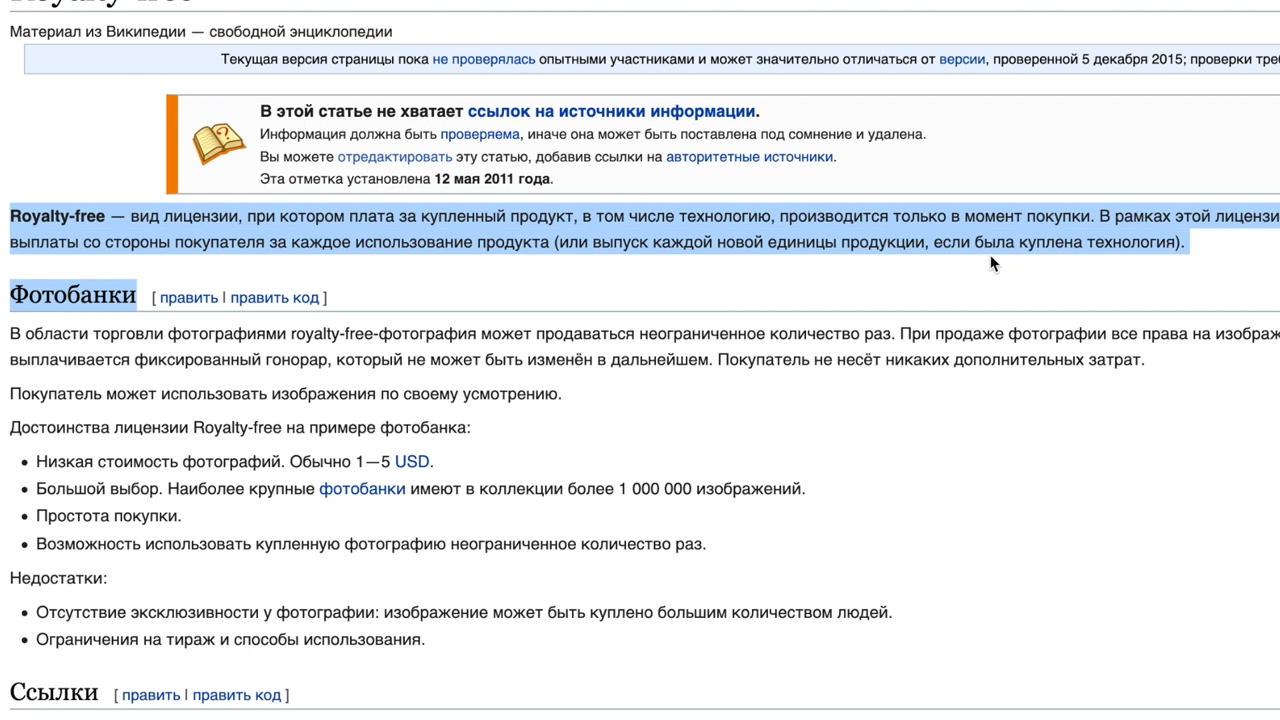 Royalty-free
Материал из Википедии — свободной энциклопедии
Текущая версия страницы пока не проверялась опытными участниками и может значительно отличаться от версии, проверенной 5 декабря 2015; проверки
В этой статье не хватает ссылок на источники информации.
Информация должна быть проверяема, иначе она может быть поставлена под сомнение и удалена.
Вы можете отредактировать эту статью, добавив ссылки на авторитетные источники.
Эта отметка установлена 12 мая 2011 года.
Royalty-free — вид лицензии, при котором плата за купленный продукт, в том числе технологию, производится только в момент покупки. В рамках этой
выплаты со стороны покупателя за каждое использование продукта (или выпуск каждой новой единицы продукции, если была куплена технология).
Фотобанки [ править | править код ]
В области торговли фотографиями royalty-free-фотография может продаваться неограниченное количество раз. При продаже фотографии все права на
выплачивается фиксированный гонорар, который не может быть изменён в дальнейшем. Покупатель не несёт никаких дополнительных затрат.
Покупатель может использовать изображения по своему усмотрению.
Достоинства лицензии Royalty-free на примере фотобанка:
• Низкая стоимость фотографий. Обычно 1—5 USD.
• Большой выбор. Наиболее крупные фотобанки имеют в коллекции более 1 000 000 изображений.
• Простота покупки.
• Возможность использовать купленную фотографию неограниченное количество раз.
Недостатки:
• Отсутствие эксклюзивности у фотографии: изображение может быть куплено большим количеством людей.
• Ограничения на тираж и способы использования.
Ссылки [ править | править код ]